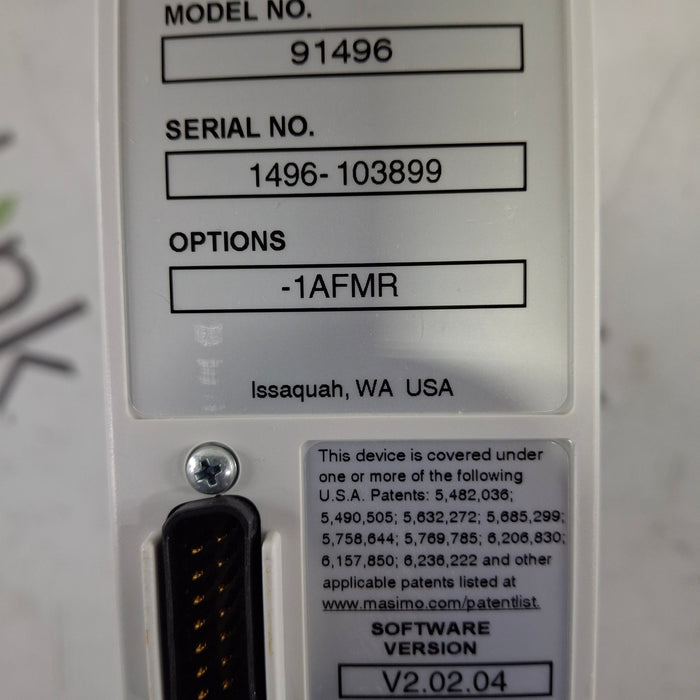 MODEL NO.
91496
SERIAL NO.
1496-103899
OPTIONS
-1AFMR
Issaquah, WA USA
This device is covered under
one or more of the following
U.S.A. Patents: 5,482,036;
5,490,505; 5,632,272; 5,685,299;
5,758,644; 5,769,785; 6,206,830;
6,157,850; 6,236,222 and other
applicable patents listed at
www.masimo.com/patentlist.
SOFTWARE
VERSION
V2.02.04